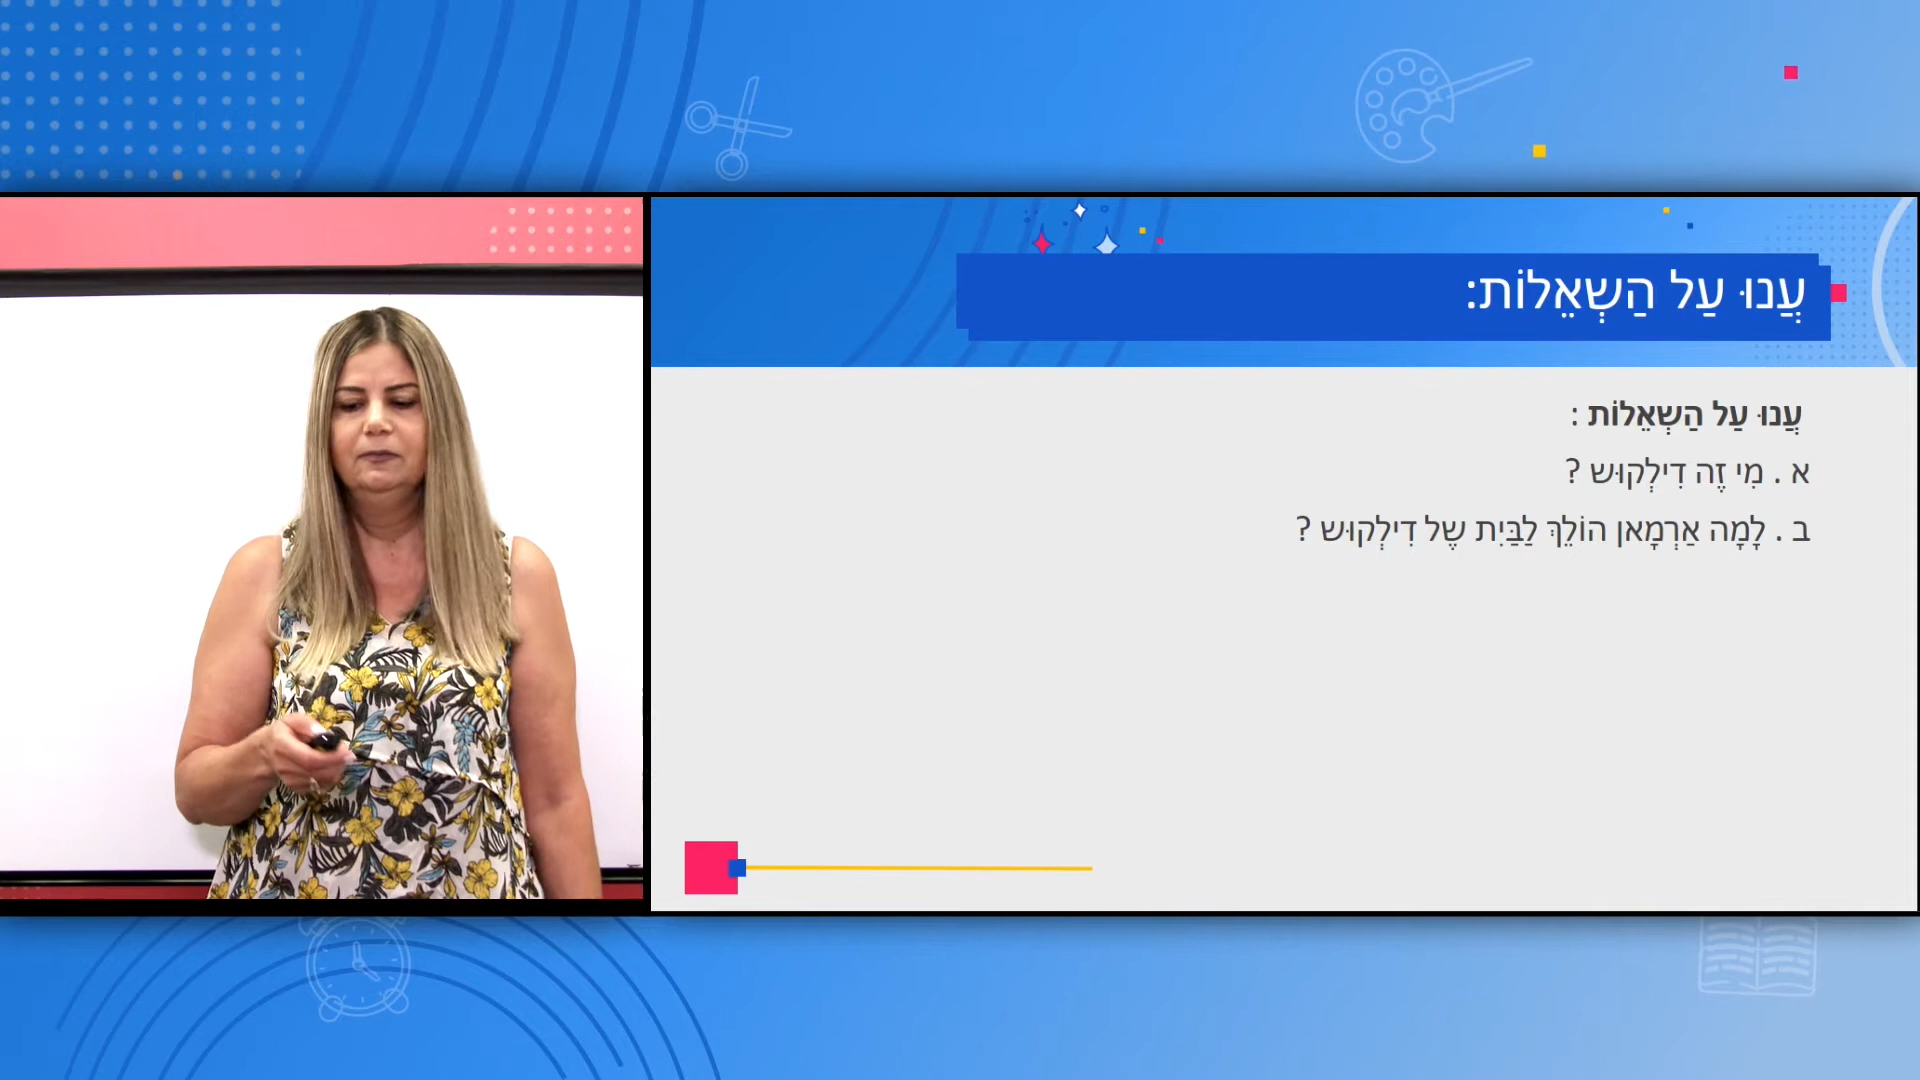 עֲנוּ עַל הַשְׁאֵלוֹת:
עֲנוּ עַל הַשְׁאֵלוֹת :
א . מִי זֶה דִילְקוּש ?
ב . לָמָה אַרְמָאן הוֹלֵךְ לַבַּיִת שֶל דִילְקוּש ?